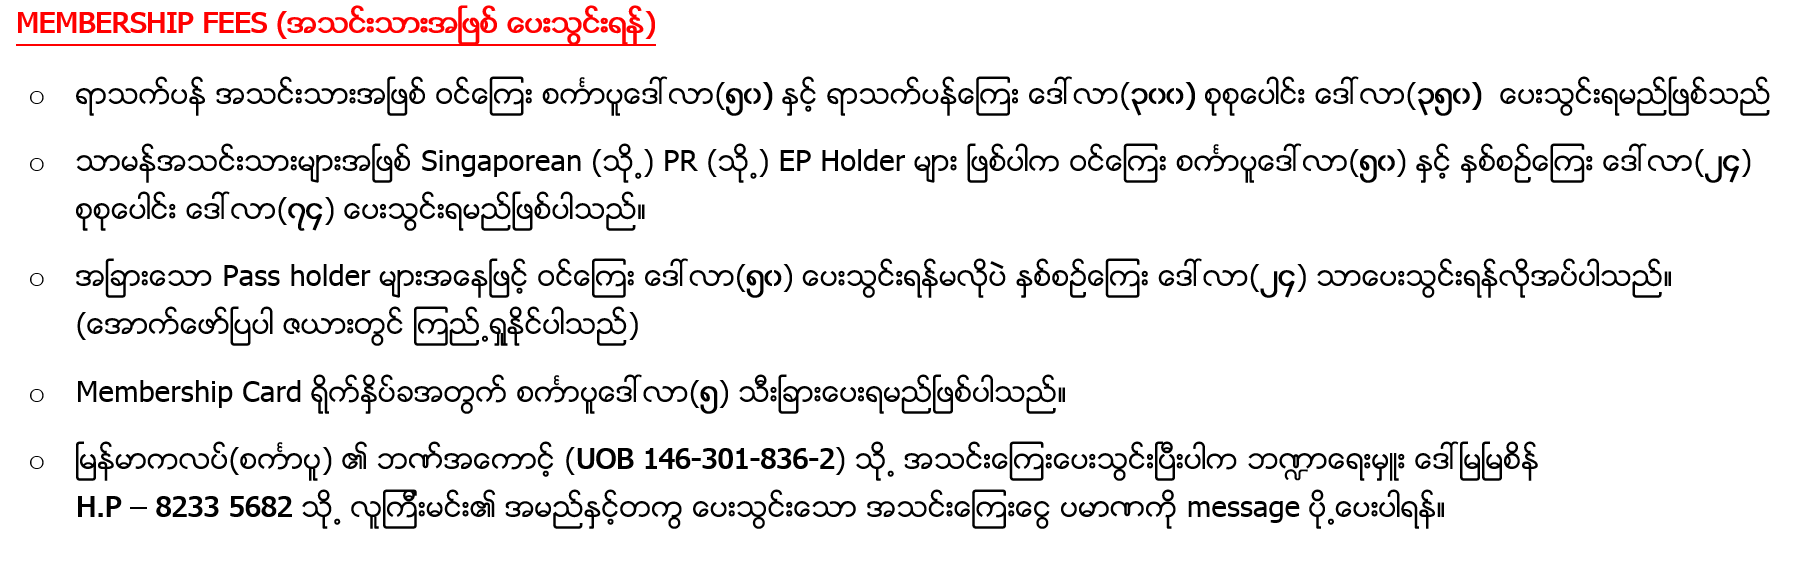 MEMBERSHIP FEES (အသင်းသားအဖြစ် ပေးသွင်းရန်)
○ ရာသက်ပန် အသင်းသားအဖြစ် ဝင်ကြေး စင်္ကာပူဒေါ်လာ(၅၀) နှင့် ရာသက်ပန်ကြေး ဒေါ်လာ(၃၀၀) စုစုပေါင်း ဒေါ်လာ(၃၅၀) ပေးသွင်းရမည်ဖြစ်သည်
○ သာမန်အသင်းသားများအဖြစ် Singaporean (သို့) PR (သို့) EP Holder များ ဖြစ်ပါက ဝင်ကြေး စင်္ကာပူဒေါ်လာ(၅၀) နှင့် နှစ်စဉ်ကြေး ဒေါ်လာ(၂၄)
စုစုပေါင်း ဒေါ်လာ(၇၄) ပေးသွင်းရမည်ဖြစ်ပါသည်။
○ အခြားသော Pass holder များအနေဖြင့် ဝင်ကြေး ဒေါ်လာ(၅၀) ပေးသွင်းရန်မလိုပဲ နှစ်စဉ်ကြေး ဒေါ်လာ(၂၄) သာပေးသွင်းရန်လိုအပ်ပါသည်။
(အောက်ဖော်ပြပါ ဇယားတွင် ကြည့်ရှုနိုင်ပါသည်)
○ Membership Card ရိုက်နှိပ်ခအတွက် စင်္ကာပူဒေါ်လာ(၅) သီးခြားပေးရမည်ဖြစ်ပါသည်။
○ မြန်မာကလပ်(စင်္ကာပူ) ၏ ဘဏ်အကောင့် (UOB 146-301-836-2) သို့ အသင်းကြေးပေးသွင်းပြီးပါက ဘဏ္ဍာရေးမှူး ဒေါ်မြမြစိန်
H.P – 8233 5682 သို့ လူကြီးမင်း၏ အမည်နှင့်တကွ ပေးသွင်းသော အသင်းကြေးငွေ ပမာဏကို message ပို့ပေးပါရန်။